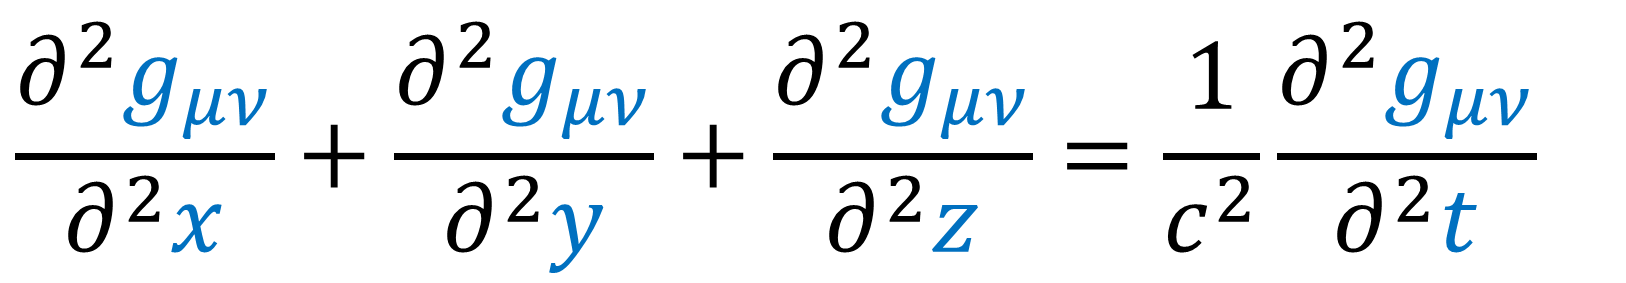 ∂²g_μν/∂²x + ∂²g_μν/∂²y + ∂²g_μν/∂²z = 1/c² ∂²g_μν/∂²t